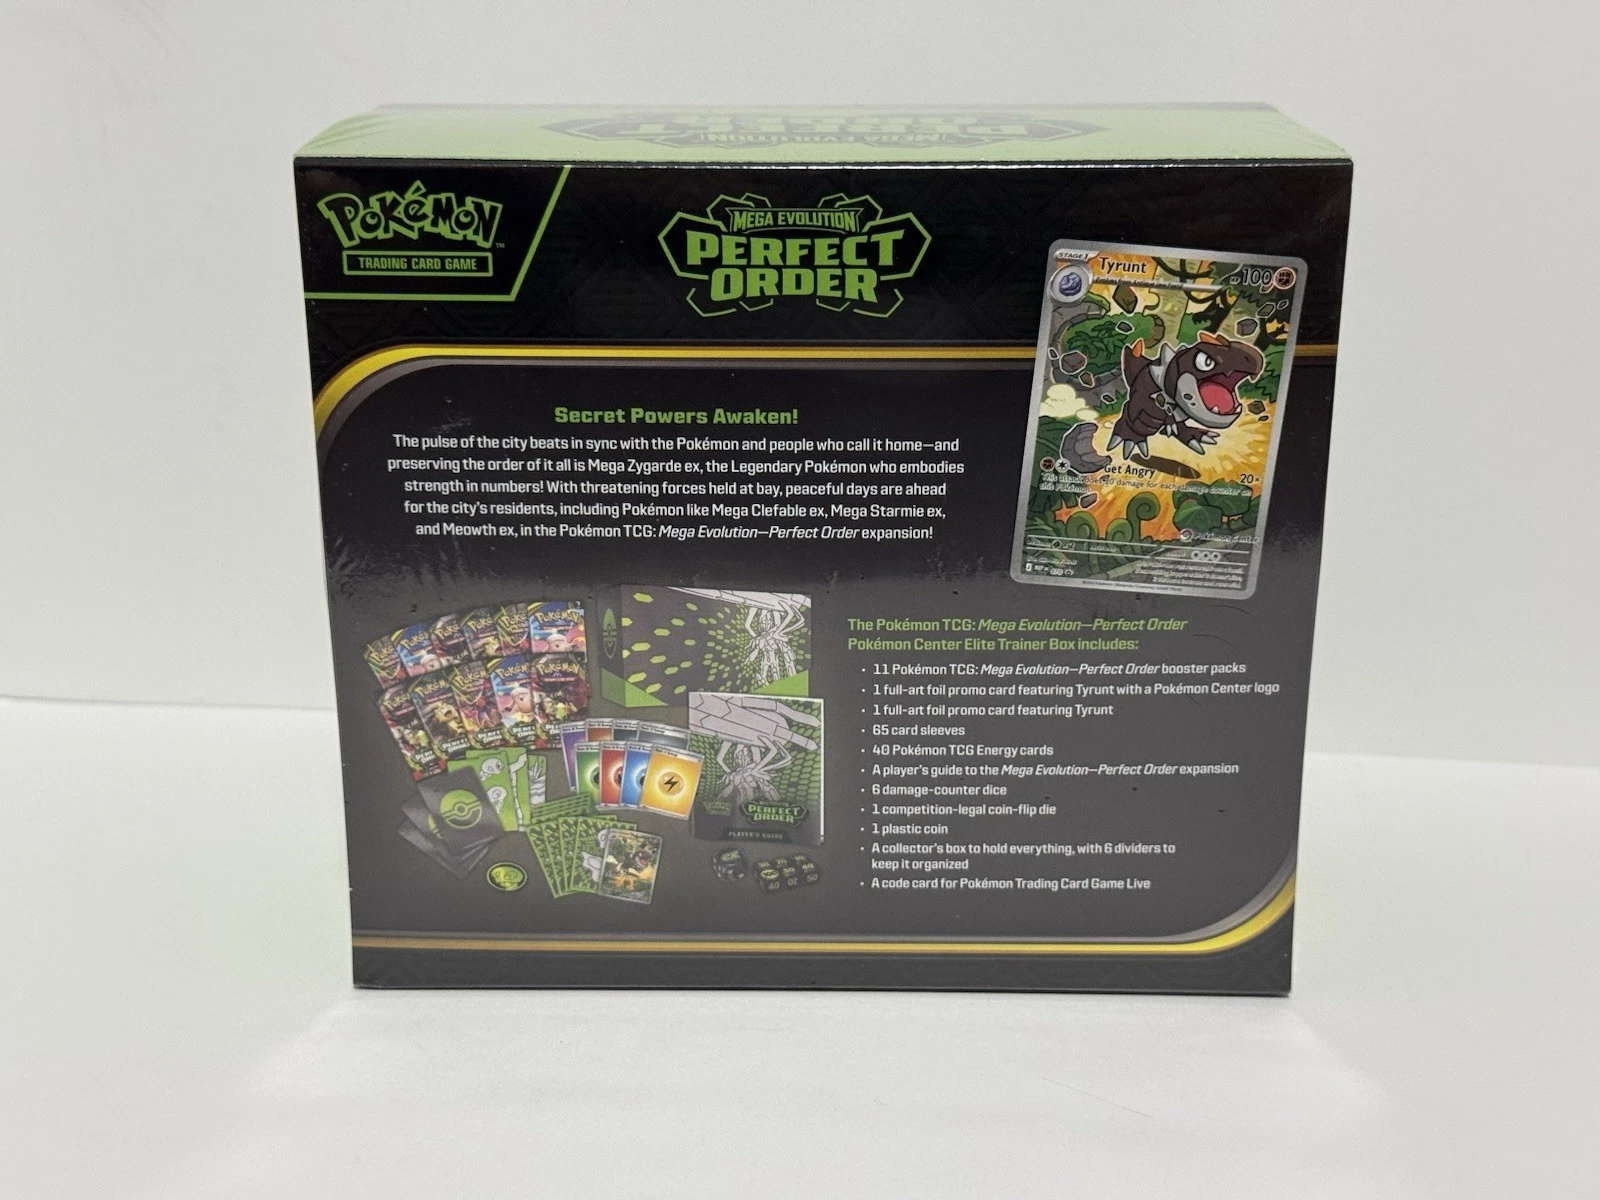 POKéMON
TRADING CARD GAME
MEGA EVOLUTION
PERFECT
ORDER
STAGE 1
Tyrunt
100
Get Angry
20×
this Pokémon.
Pokémon Center
Secret Powers Awaken!
The pulse of the city beats in sync with the Pokémon and people who call it home—and
preserving the order of it all is Mega Zygarde ex, the Legendary Pokémon who embodies
strength in numbers! With threatening forces held at bay, peaceful days are ahead
for the city's residents, including Pokémon like Mega Clefable ex, Mega Starmie ex,
and Meowth ex, in the Pokémon TCG: Mega Evolution—Perfect Order expansion!
PERFECT
ORDER
PLAYER'S GUIDE
The Pokémon TCG: Mega Evolution—Perfect Order
Pokémon Center Elite Trainer Box includes:
• 11 Pokémon TCG: Mega Evolution—Perfect Order booster packs
• 1 full-art foil promo card featuring Tyrunt with a Pokémon Center logo
• 1 full-art foil promo card featuring Tyrunt
• 65 card sleeves
• 40 Pokémon TCG Energy cards
• A player's guide to the Mega Evolution—Perfect Order expansion
• 6 damage-counter dice
• 1 competition-legal coin-flip die
• 1 plastic coin
• A collector's box to hold everything, with 6 dividers to
keep it organized
• A code card for Pokémon Trading Card Game Live